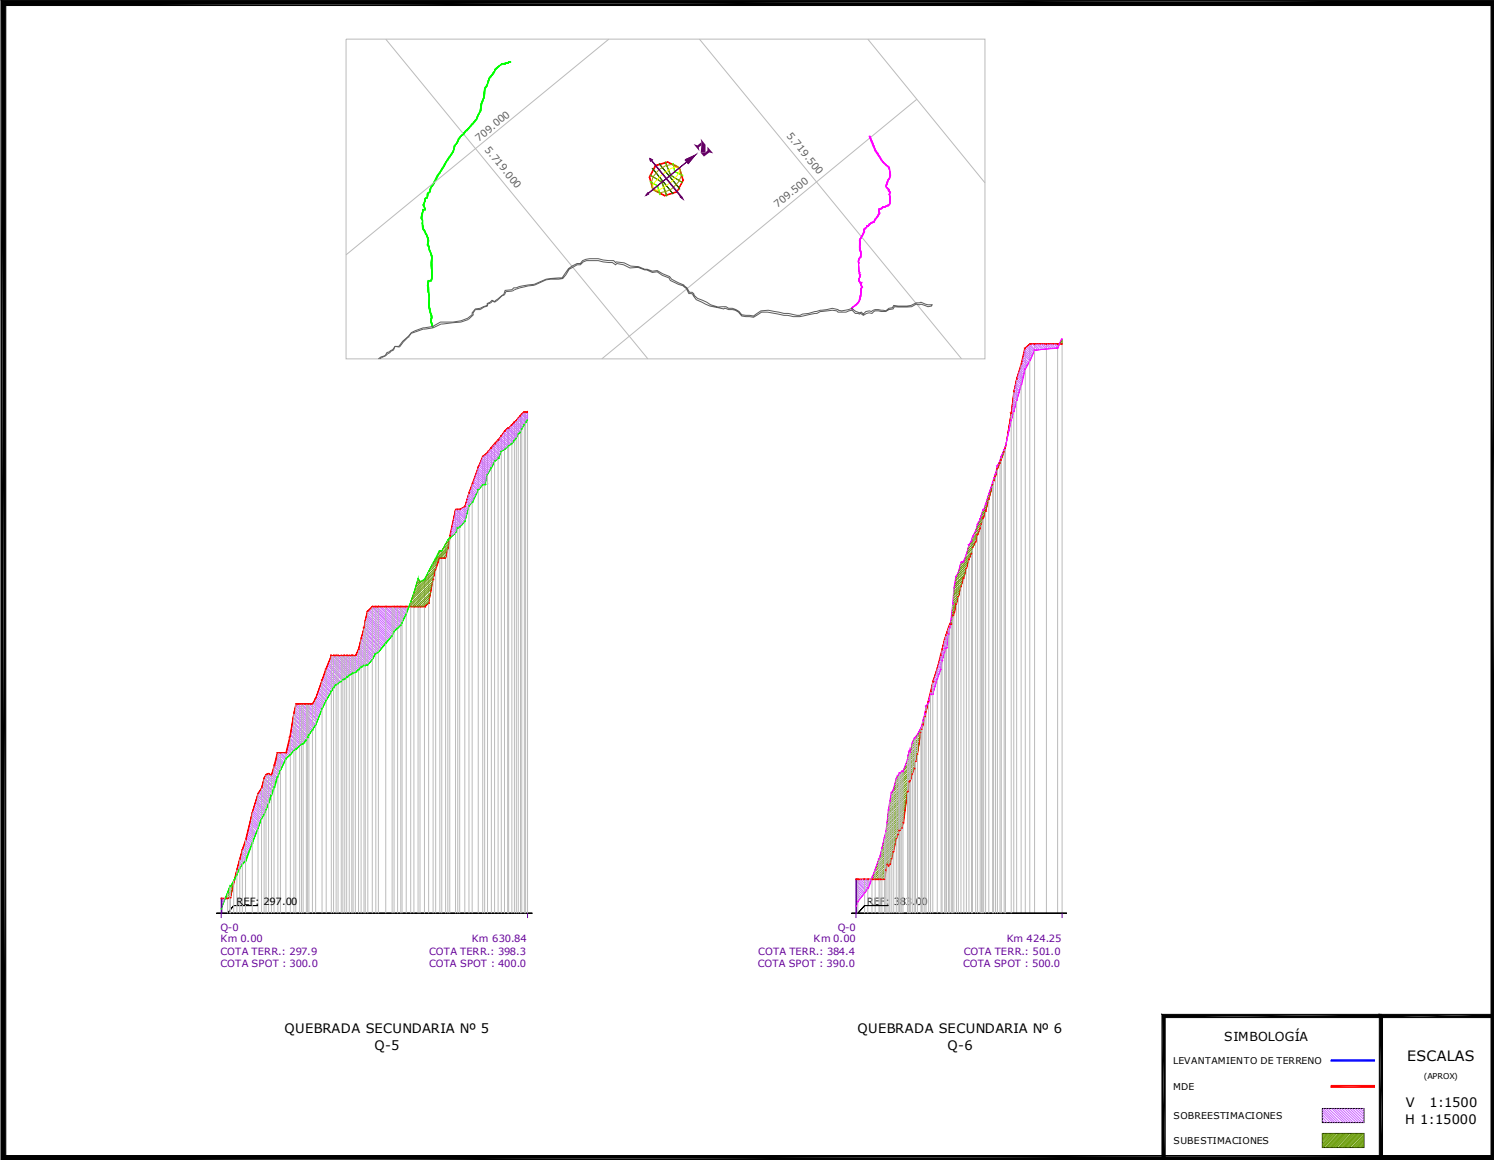 709.000
5.719.000
5.719.500
709.500
REF: 297.00
Q-0
Km 0.00
Km 630.84
COTA TERR.: 297.9
COTA TERR.: 398.3
COTA SPOT : 300.0
COTA SPOT : 400.0
REF:
Q-0
Km 0.00
Km 424.25
COTA TERR.: 384.4
COTA TERR.: 501.0
COTA SPOT : 390.0
COTA SPOT : 500.0
QUEBRADA SECUNDARIA Nº 5
Q-5
QUEBRADA SECUNDARIA Nº 6
Q-6
SIMBOLOGÍA
LEVANTAMIENTO DE TERRENO
MDE
SOBREESTIMACIONES
SUBESTIMACIONES
ESCALAS
(APROX)
V 1:1500
H 1:15000